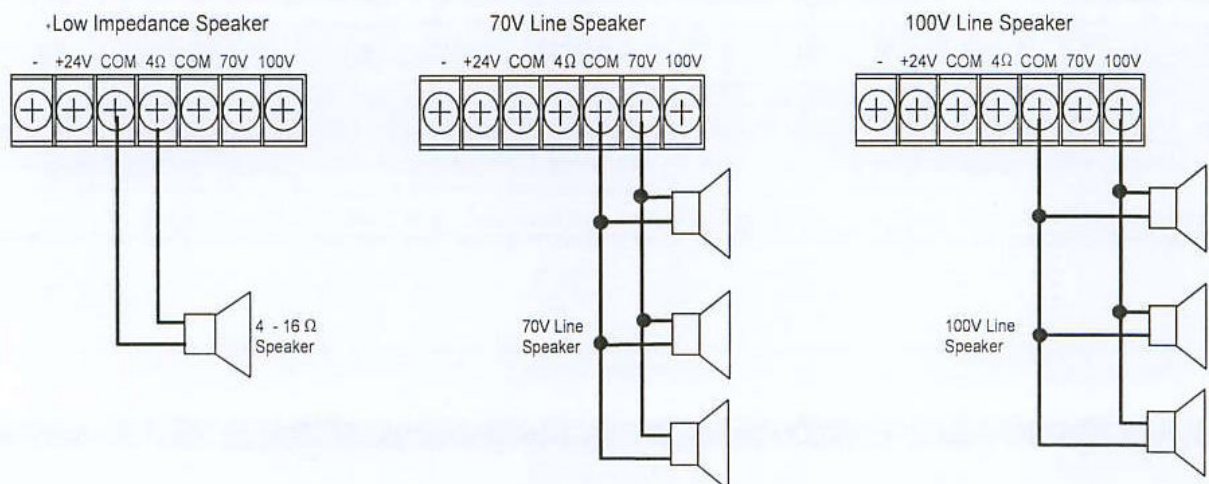 Low Impedance Speaker
- +24V COM 4Ω COM 70V 100V
4 - 16 Ω
Speaker
70V Line Speaker
- +24V COM 4Ω COM 70V 100V
70V Line
Speaker
100V Line Speaker
- +24V COM 4Ω COM 70V 100V
100V Line
Speaker